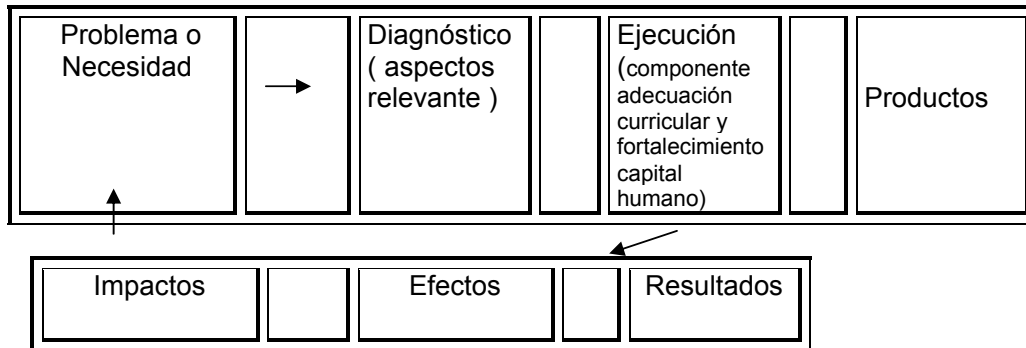 Problema o
Necesidad
Diagnóstico
( aspectos
relevante )
Ejecución
(componente
adecuación
curricular y
fortalecimiento
capital
humano)
Productos
Impactos
Efectos
Resultados